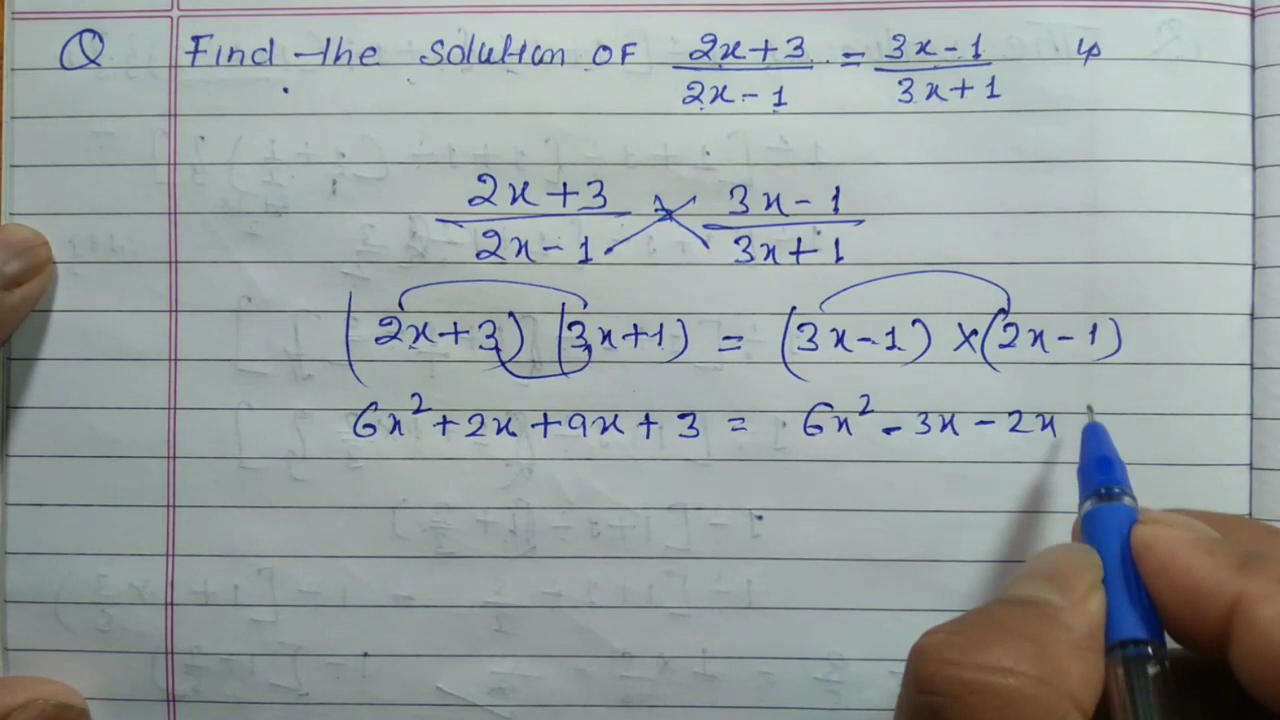 Q Find the solution OF (2x+3)/(2x-1) = (3x-1)/(3x+1) is
(2x+3)/(2x-1) × (3x-1)/(3x+1)
(2x+3) (3x+1) = (3x-1) ×(2x-1)
6x²+2x+9x+3 = 6x²-3x-2x